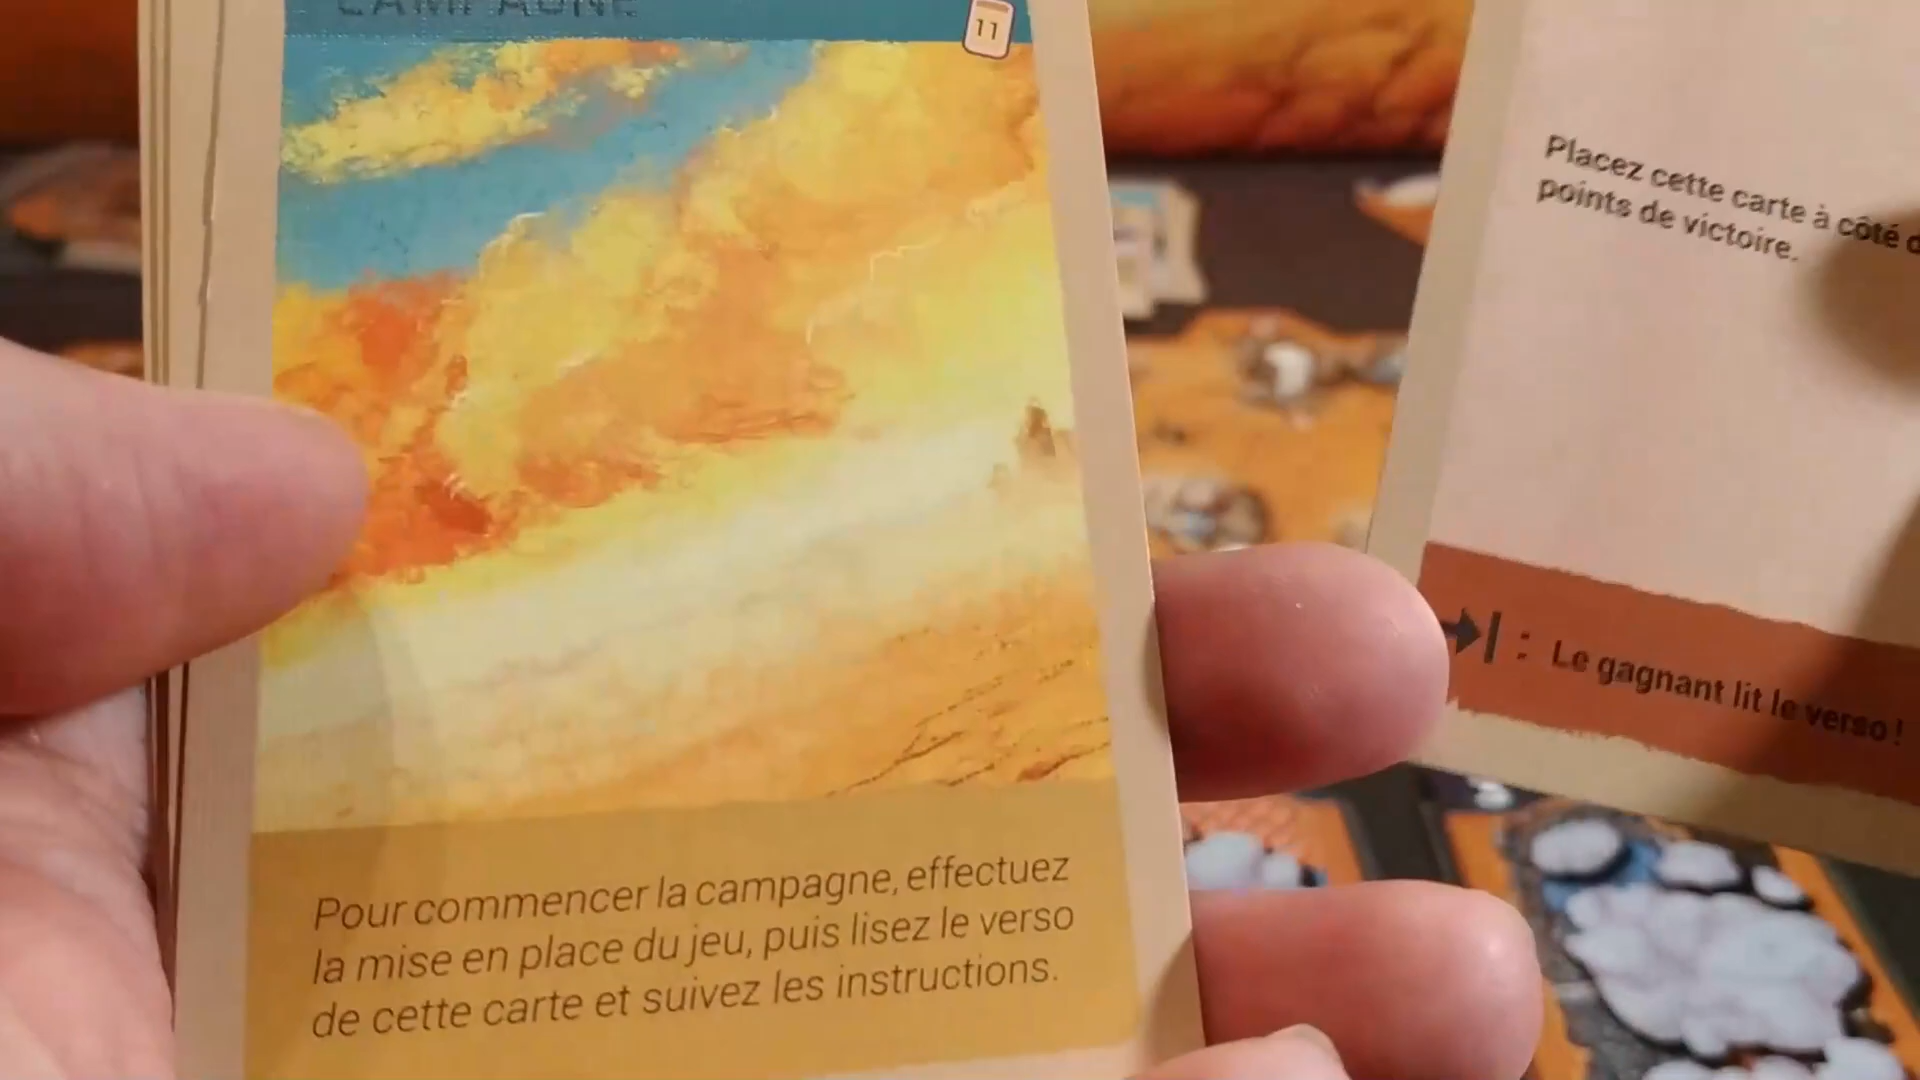 CAMPAGNE
11
Pour commencer la campagne, effectuez
la mise en place du jeu, puis lisez le verso
de cette carte et suivez les instructions.
Placez cette carte à côté
points de victoire.
: Le gagnant lit le verso !